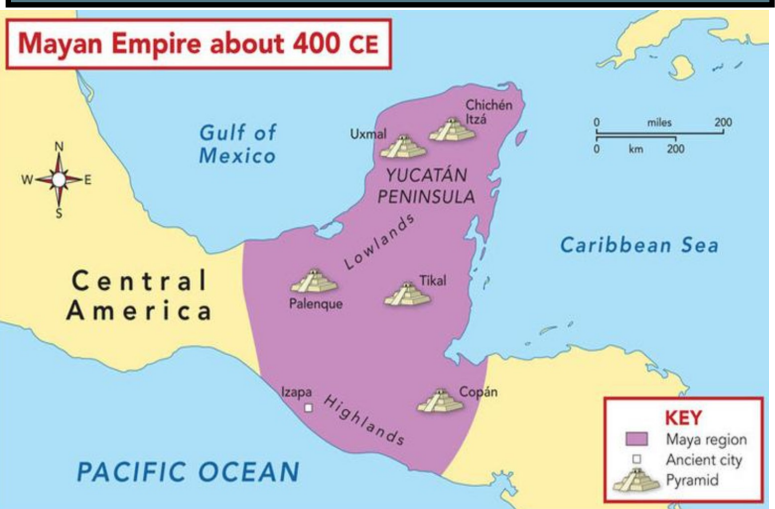 Mayan Empire about 400 CE
Gulf of
Mexico
N
W
E
S
0 miles 200
0 km 200
Chichén
Itzá
Uxmal
YUCATÁN
PENINSULA
Lowlands
Caribbean Sea
Central
America
Palenque
Tikal
Izapa
Highlands
Copán
PACIFIC OCEAN
KEY
Maya region
Ancient city
Pyramid